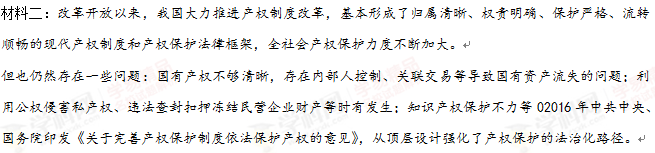 材料二：改革开放以来，我国大力推进产权制度改革，基本形成了归属清晰、权责明确、保护严格、流转
顺畅的现代产权制度和产权保护法律框架，全社会产权保护力度不断加大。
但也仍然存在一些问题：国有产权不够清晰，存在内部人控制、关联交易等导致国有资产流失的问题；利
用公权侵害私产权、违法查封扣押冻结民营企业财产等时有发生；知识产权保护不力等02016年中共中央、
国务院印发《关于完善产权保护制度依法保护产权的意见》，从顶层设计强化了产权保护的法治化路径。